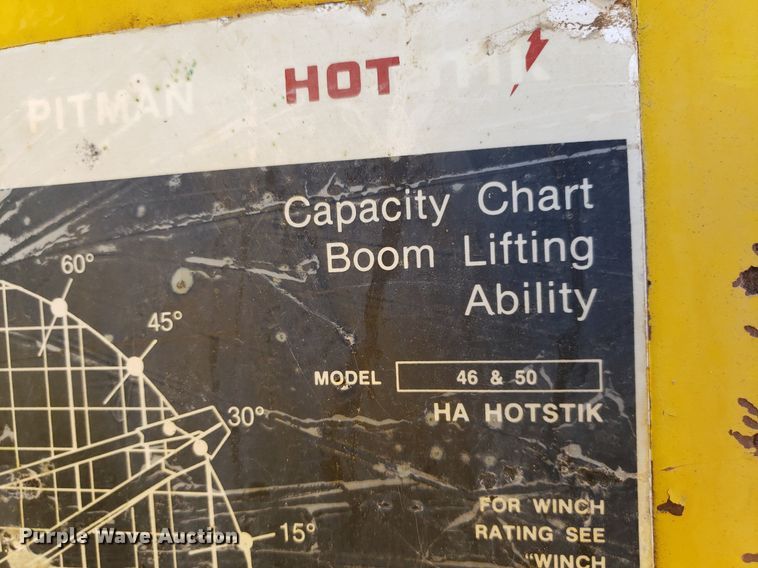 PITMAN HOT
Capacity Chart
Boom Lifting
Ability
60°
45°
MODEL 46 & 50
30°
HA HOTSTIK
FOR WINCH
RATING SEE
15°
"WINCH
Purple Wave Auction